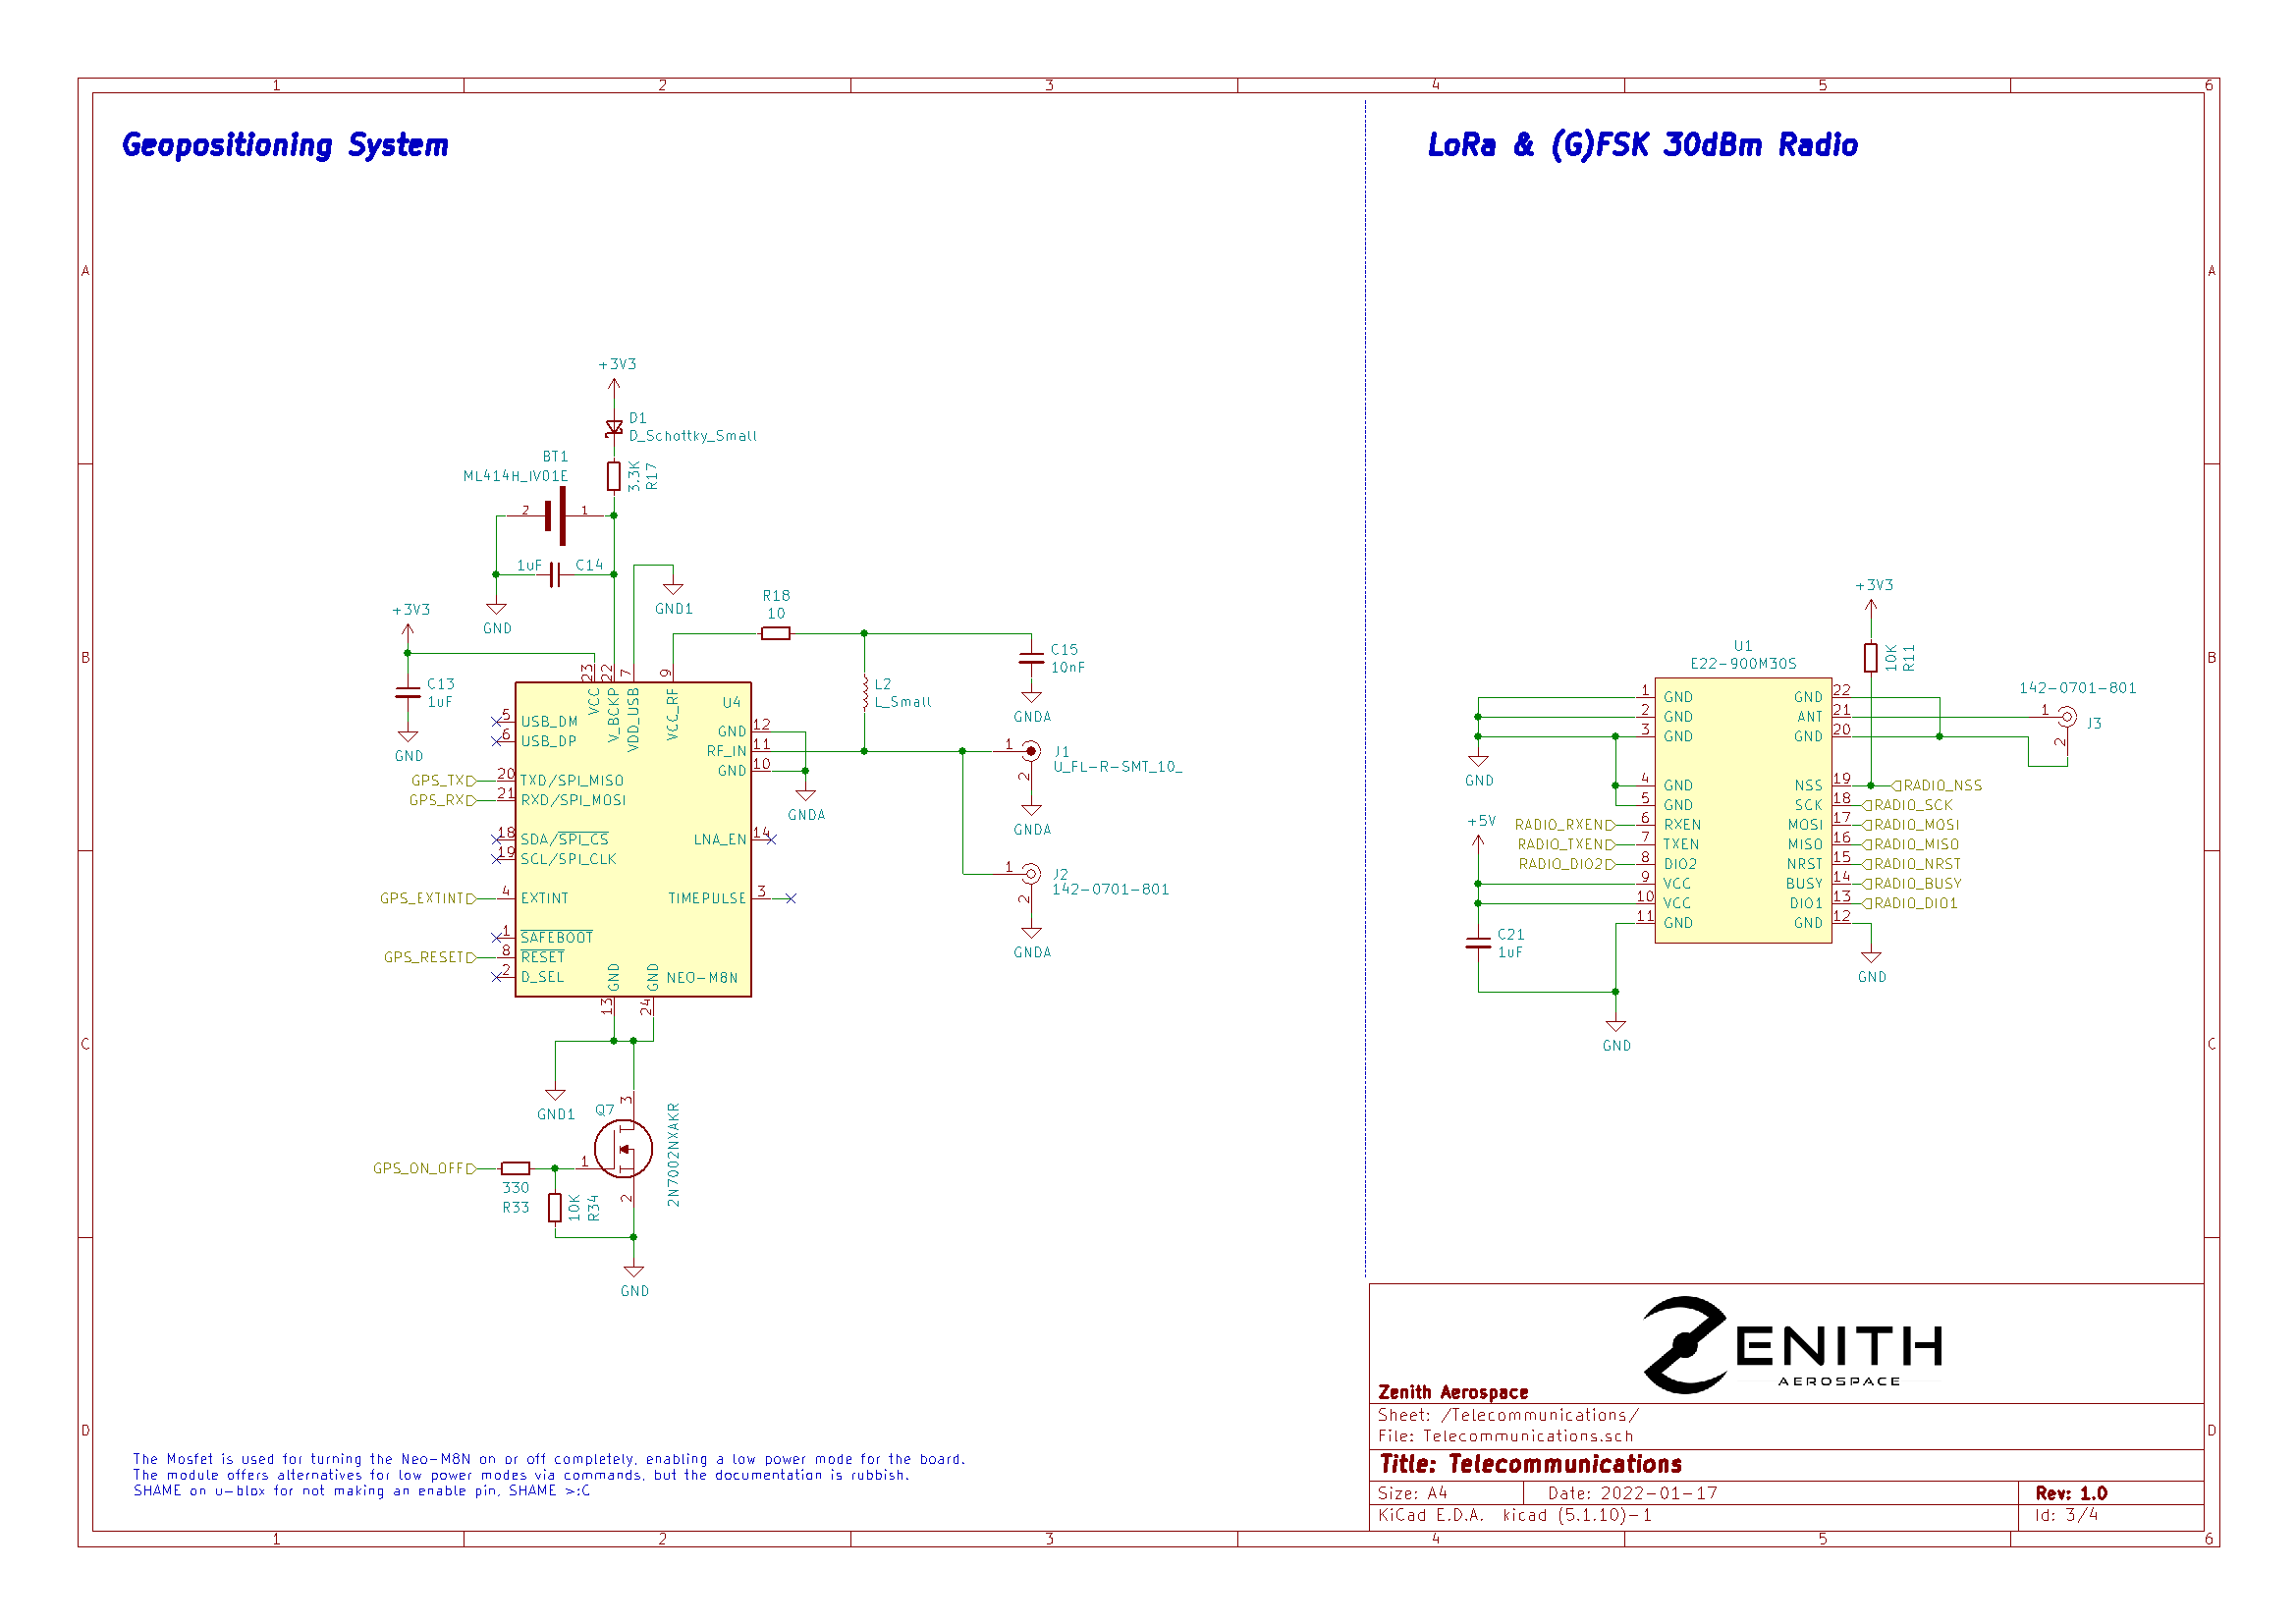 1 2 3 4 5 6
Geopositioning System
LoRa & (G)FSK 30dBm Radio
A
A
+3V3
D1
D_Schottky_Small
BT1
ML414H_IV01E
3.3K
R17
2
1
1uF
C14
GND
GND1
+3V3
C13
1uF
GND
R18
10
C15
10nF
GNDA
L2
L_Small
B
B
23
22
7
9
VCC
V_BCKP
VDD_USB
VCC_RF
U4
5 USB_DM
6 USB_DP
GPS_TX 20 TXD/SPI_MISO
GPS_RX 21 RXD/SPI_MOSI
18 SDA/SPI_CS
19 SCL/SPI_CLK
GPS_EXTINT 4 EXTINT
1 SAFEBOOT
GPS_RESET 8 RESET
2 D_SEL
GND 12
RF_IN 11
GND 10
GNDA
LNA_EN 14
TIMEPULSE 3
GND
GND
NEO-M8N
13
24
1
J1
U_FL-R-SMT_10_
2
GNDA
1
J2
142-0701-801
2
GNDA
GND1
Q7
3
2N7002NXAKR
GPS_ON_OFF
1
330
R33
10K
R34
2
GND
+3V3
10K
R11
U1
E22-900M30S
1 GND
2 GND
3 GND
4 GND
5 GND
RADIO_RXEN 6 RXEN
RADIO_TXEN 7 TXEN
RADIO_DIO2 8 DIO2
9 VCC
10 VCC
11 GND
GND 22
ANT 21
GND 20
NSS 19 RADIO_NSS
SCK 18 RADIO_SCK
MOSI 17 RADIO_MOSI
MISO 16 RADIO_MISO
NRST 15 RADIO_NRST
BUSY 14 RADIO_BUSY
DIO1 13 RADIO_DIO1
GND 12
GND
142-0701-801
1
J3
2
GND
+5V
C21
1uF
GND
C
C
ZENITH
AEROSPACE
Zenith Aerospace
Sheet: /Telecommunications/
File: Telecommunications.sch
Title: Telecommunications
Size: A4 Date: 2022-01-17 Rev: 1.0
KiCad E.D.A. kicad (5.1.10)-1 Id: 3/4
D
D
The Mosfet is used for turning the Neo-M8N on or off completely, enabling a low power mode for the board.
The module offers alternatives for low power modes via commands, but the documentation is rubbish.
SHAME on u-blox for not making an enable pin, SHAME >:C
1 2 3 4 5 6